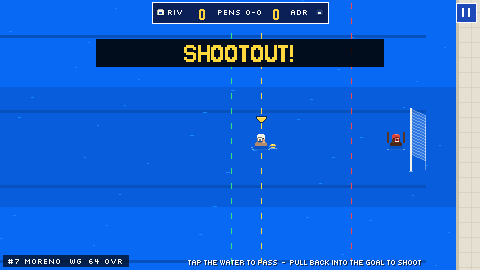 RIV 0 PENS 0-0 0 ADR
SHOOTOUT!
#7 MORENO WG 64 OVR
TAP THE WATER TO PASS - PULL BACK INTO THE GOAL TO SHOOT